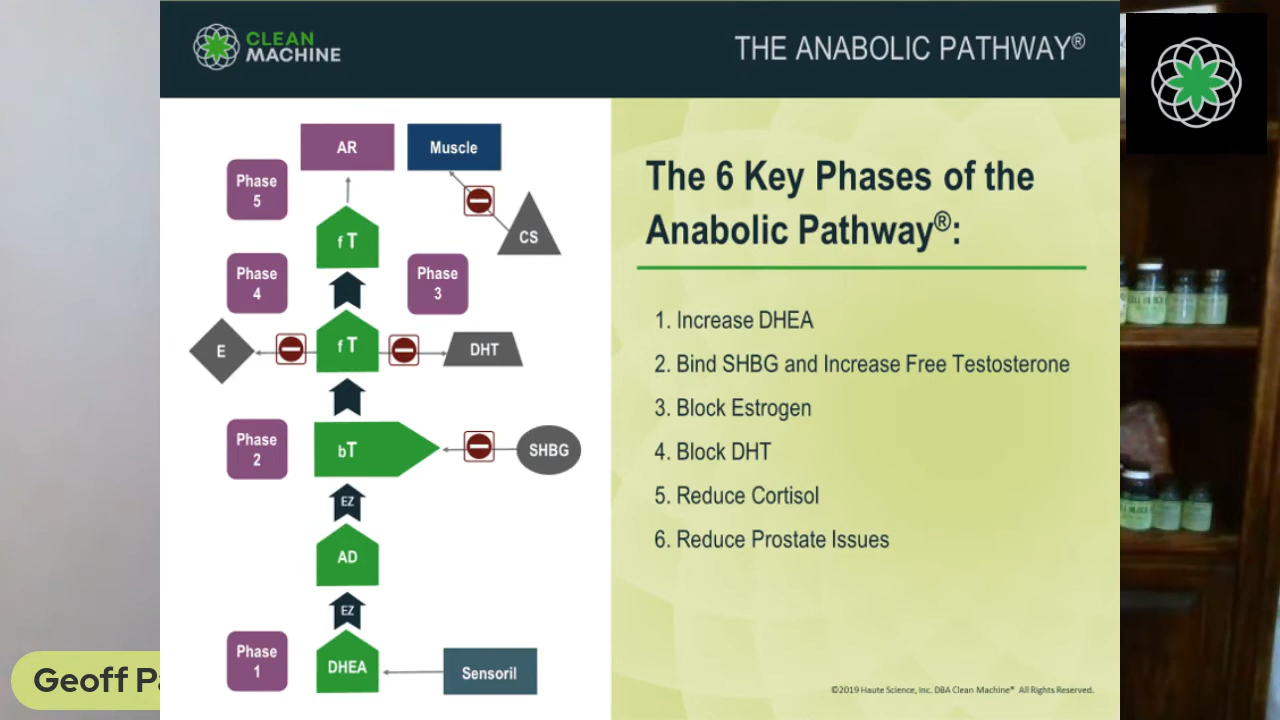 CLEAN
MACHINE
THE ANABOLIC PATHWAY®
AR
Muscle
Phase
5
CS
f T
Phase
4
Phase
3
E
f T
DHT
Phase
2
bT
SHBG
EZ
AD
EZ
Phase
1
DHEA
Sensoril
The 6 Key Phases of the
Anabolic Pathway®:
1. Increase DHEA
2. Bind SHBG and Increase Free Testosterone
3. Block Estrogen
4. Block DHT
5. Reduce Cortisol
6. Reduce Prostate Issues
©2019 Haute Science, Inc. DBA Clean Machine® All Rights Reserved.
Geoff